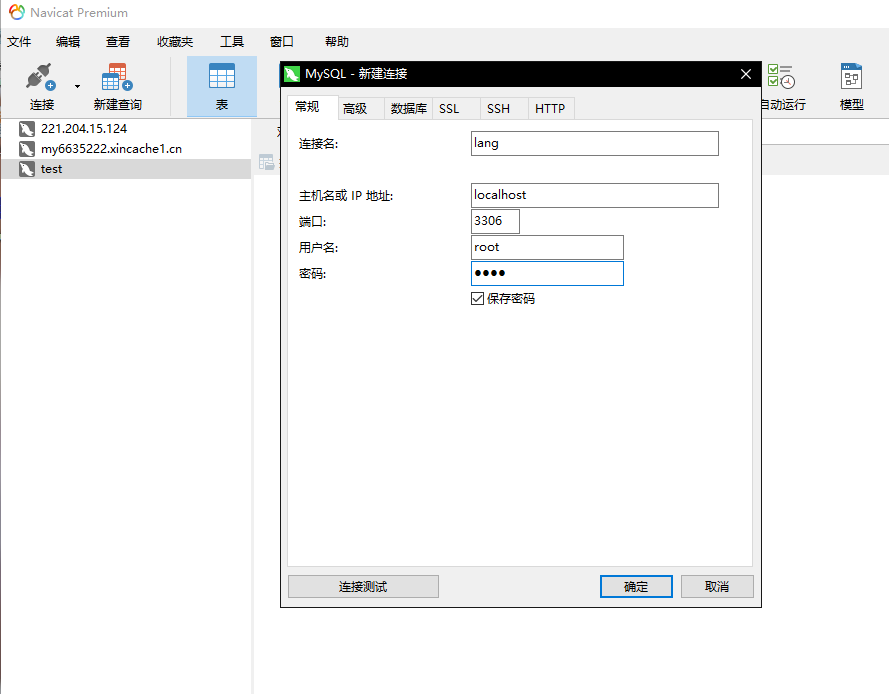 Navicat Premium
文件 编辑 查看 收藏夹 工具 窗口 帮助
连接 新建查询 表 自动运行 模型
221.204.15.124
my6635222.xincache1.cn
test
MySQL - 新建连接
常规 高级 数据库 SSL SSH HTTP
连接名: lang
主机名或 IP 地址: localhost
端口: 3306
用户名: root
密码: ●●●●
保存密码
连接测试 确定 取消